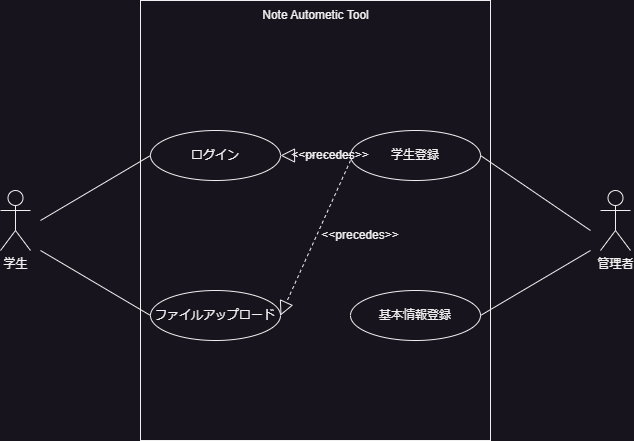 Note Autometic Tool
ログイン
<<precedes>>
学生登録
<<precedes>>
学生
管理者
ファイルアップロード
基本情報登録